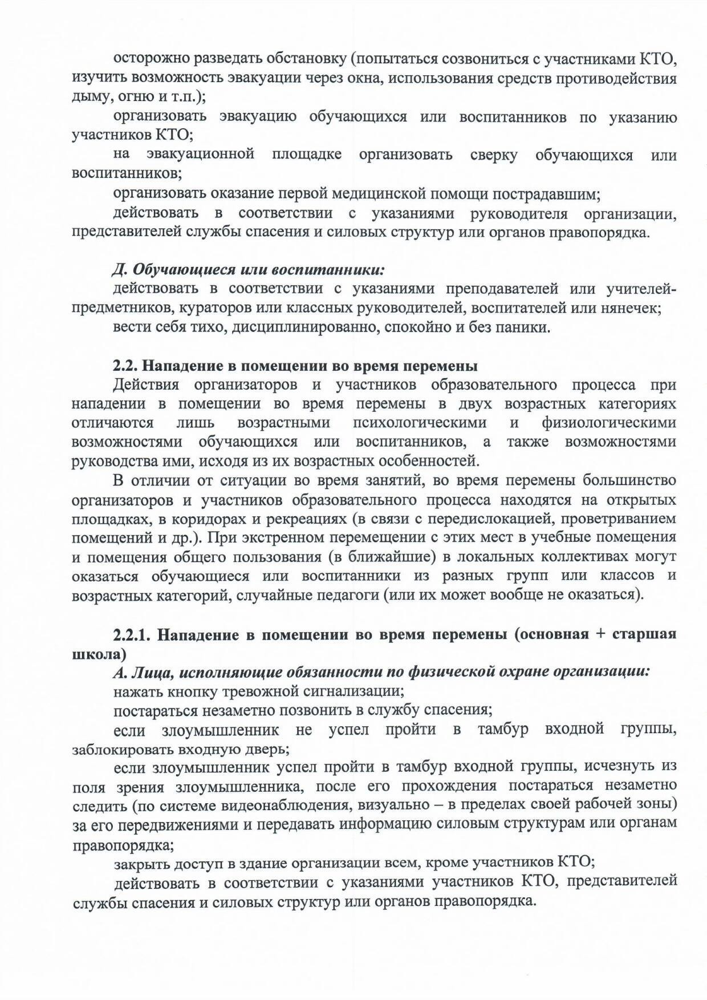 осторожно разведать обстановку (попытаться созвониться с участниками КТО,
изучить возможность эвакуации через окна, использования средств противодействия
дыму, огню и т.п.);
организовать эвакуацию обучающихся или воспитанников по указанию
участников КТО;
на эвакуационной площадке организовать сверку обучающихся или
воспитанников;
организовать оказание первой медицинской помощи пострадавшим;
действовать в соответствии с указаниями руководителя организации,
представителей службы спасения и силовых структур или органов правопорядка.
Д. Обучающиеся или воспитанники:
действовать в соответствии с указаниями преподавателей или учителей-
предметников, кураторов или классных руководителей, воспитателей или нянечек;
вести себя тихо, дисциплинированно, спокойно и без паники.
2.2. Нападение в помещении во время перемены
Действия организаторов и участников образовательного процесса при
нападении в помещении во время перемены в двух возрастных категориях
отличаются лишь возрастными психологическими и физиологическими
возможностями обучающихся или воспитанников, а также возможностями
руководства ими, исходя из их возрастных особенностей.
В отличии от ситуации во время занятий, во время перемены большинство
организаторов и участников образовательного процесса находятся на открытых
площадках, в коридорах и рекреациях (в связи с передислокацией, проветриванием
помещений и др.). При экстренном перемещении с этих мест в учебные помещения
и помещения общего пользования (в ближайшие) в локальных коллективах могут
оказаться обучающиеся или воспитанники из разных групп или классов и
возрастных категорий, случайные педагоги (или их может вообще не оказаться).
2.2.1. Нападение в помещении во время перемены (основная + старшая
школа)
А. Лица, исполняющие обязанности по физической охране организации:
нажать кнопку тревожной сигнализации;
постараться незаметно позвонить в службу спасения;
если злоумышленник не успел пройти в тамбур входной группы,
заблокировать входную дверь;
если злоумышленник успел пройти в тамбур входной группы, исчезнуть из
поля зрения злоумышленника, после его прохождения постараться незаметно
следить (по системе видеонаблюдения, визуально – в пределах своей рабочей зоны)
за его передвижениями и передавать информацию силовым структурам или органам
правопорядка;
закрыть доступ в здание организации всем, кроме участников КТО;
действовать в соответствии с указаниями участников КТО, представителей
службы спасения и силовых структур или органов правопорядка.